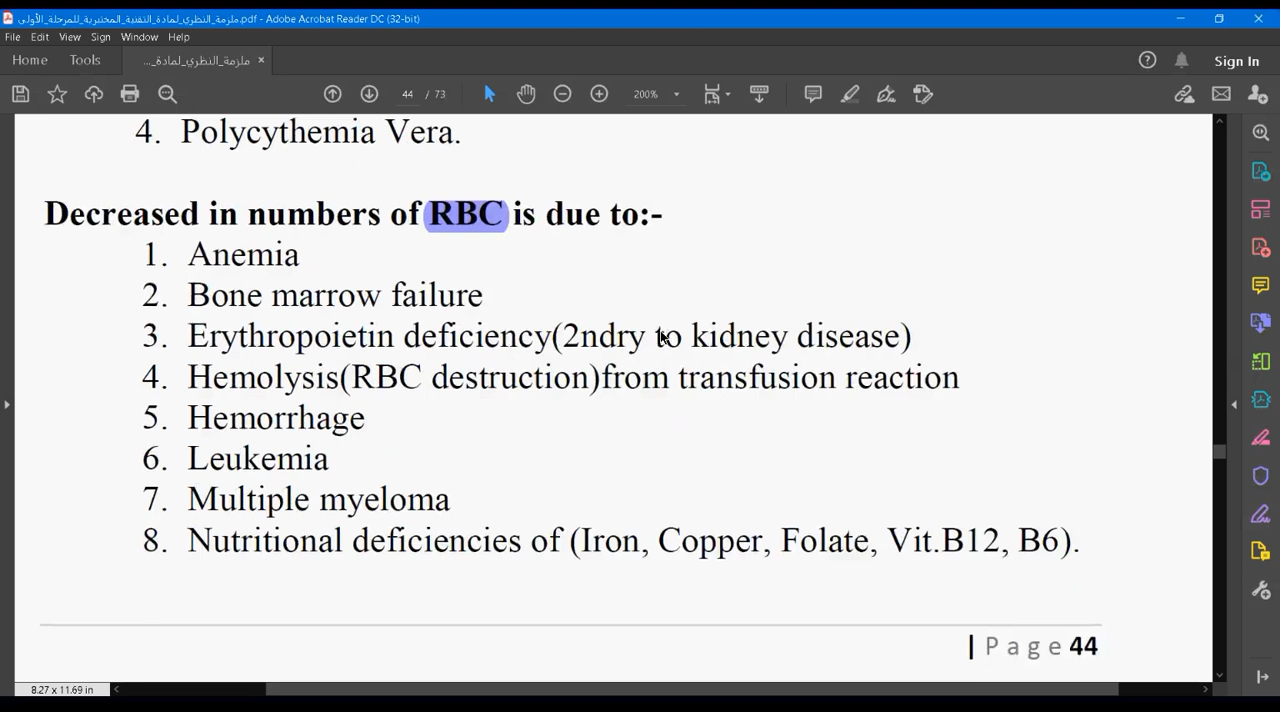 ملزمة_النظري_لمادة_التقنية_المختبرية_للمرحلة_الأولى.pdf - Adobe Acrobat Reader DC (32-bit)
File Edit View Sign Window Help
Home Tools ملزمة_النظري_لمادة_... × Sign In
44 / 73 200%
4. Polycythemia Vera.
Decreased in numbers of RBC is due to:-
1. Anemia
2. Bone marrow failure
3. Erythropoietin deficiency(2ndry to kidney disease)
4. Hemolysis(RBC destruction)from transfusion reaction
5. Hemorrhage
6. Leukemia
7. Multiple myeloma
8. Nutritional deficiencies of (Iron, Copper, Folate, Vit.B12, B6).
| Page 44
8.27 x 11.69 in